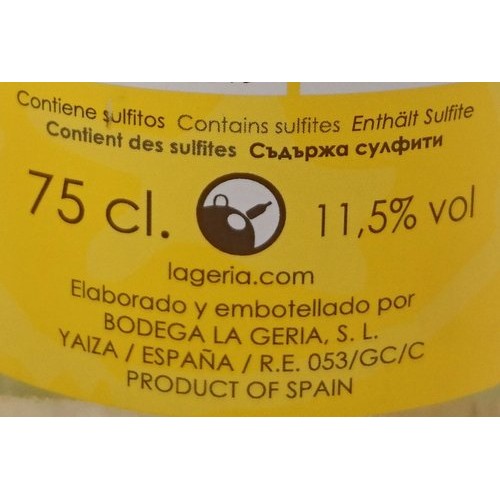 Contiene sulfitos Contains sulfites Enthält Sulfite
Contient des sulfites Съдържа сулфити
75 cl. 11,5% vol
lageria.com
Elaborado y embotellado por
BODEGA LA GERIA, S. L.
YAIZA / ESPAÑA / R.E. 053/GC/C
PRODUCT OF SPAIN